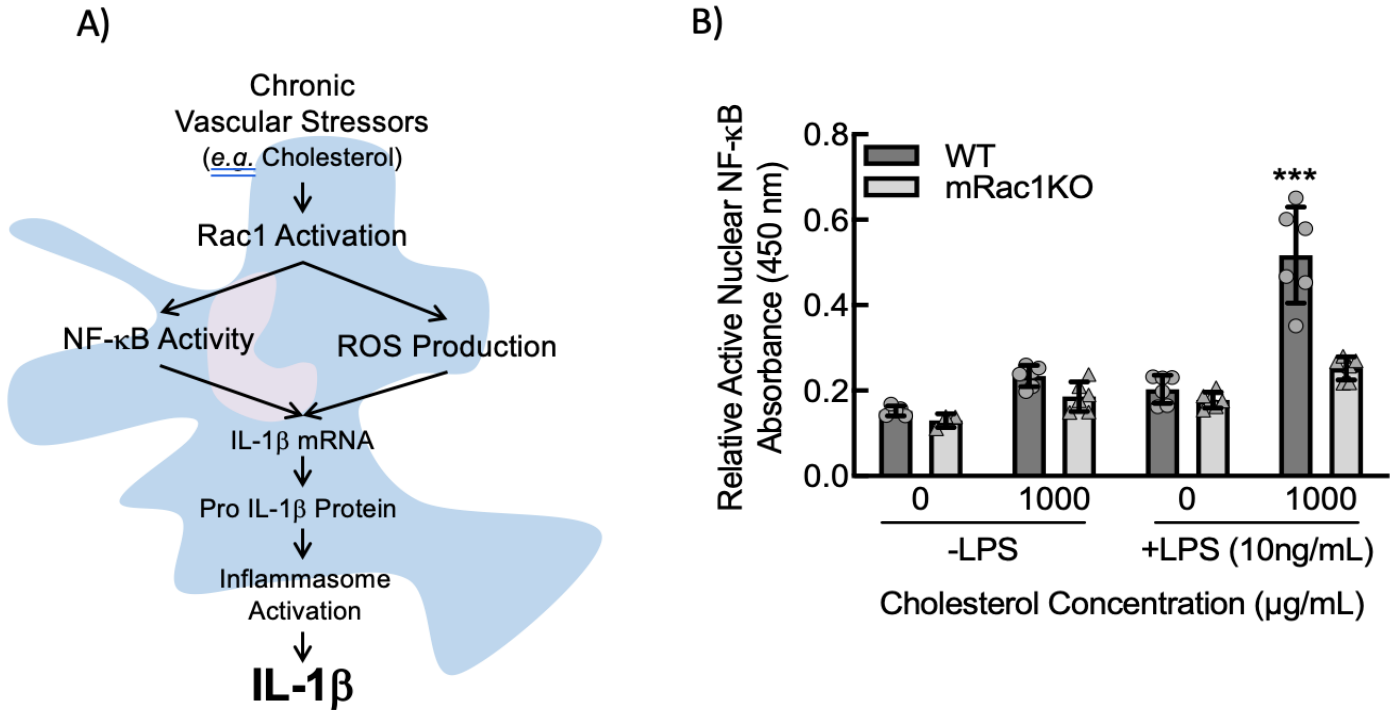 A)
Chronic
Vascular Stressors
(e.g. Cholesterol)
Rac1 Activation
NF-κB Activity
ROS Production
IL-1β mRNA
Pro IL-1β Protein
Inflammasome
Activation
IL-1β
B)
Relative Active Nuclear NF-κB
Absorbance (450 nm)
0.8
0.6
0.4
0.2
0.0
WT
mRac1KO
***
0 1000 0 1000
-LPS +LPS (10ng/mL)
Cholesterol Concentration (μg/mL)